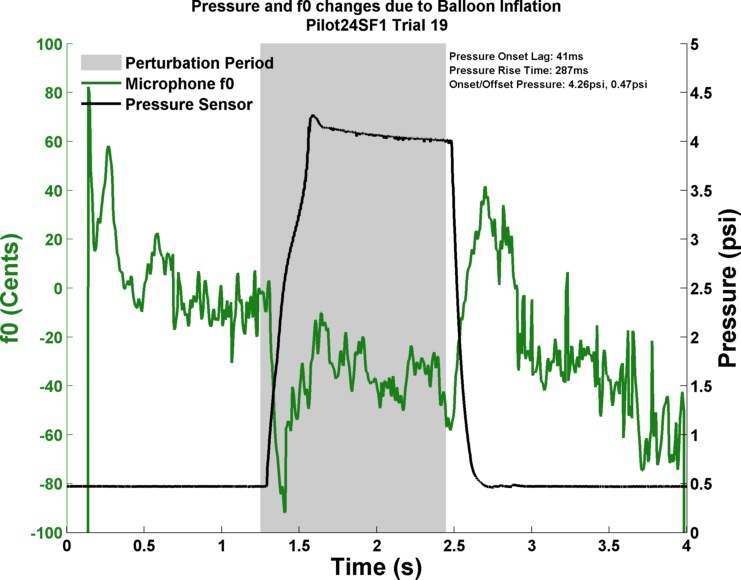 Pressure and f0 changes due to Balloon Inflation
Pilot24SF1 Trial 19
Perturbation Period
Microphone f0
Pressure Sensor
Pressure Onset Lag: 41ms
Pressure Rise Time: 287ms
Onset/Offset Pressure: 4.26psi, 0.47psi
f0 (Cents)
100
80
60
40
20
0
-20
-40
-60
-80
-100
Pressure (psi)
5
4.5
4
3.5
3
2.5
2
1.5
1
0.5
0
0 0.5 1 1.5 2 2.5 3 3.5 4
Time (s)